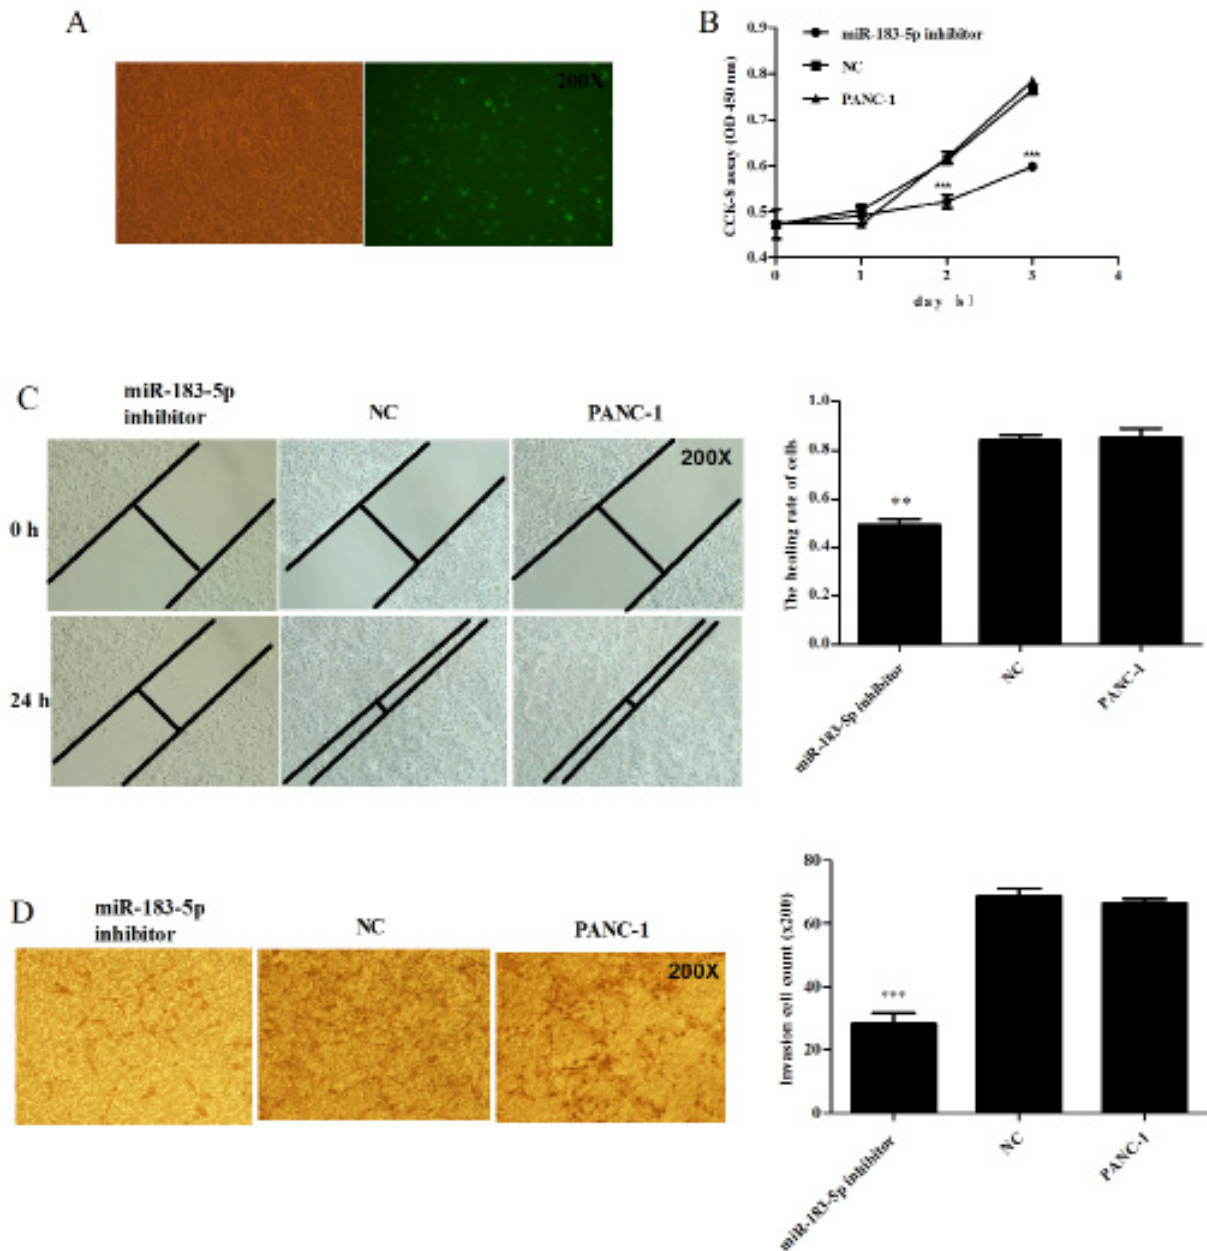 A
200X
B
0.9
0.8
0.7
0.6
0.5
0.4
CCK-8 assay (OD 450 nm)
miR-183-5p inhibitor
NC
PANC-1
***
***
0
1
2
3
4
day
C
miR-183-5p
inhibitor
NC
PANC-1
0 h
200X
24 h
The healing rate of cells
1.0
0.8
0.6
0.4
0.2
0.0
**
miR-183-5p inhibitor
NC
PANC-1
D
miR-183-5p
inhibitor
NC
PANC-1
200X
Invasion cell count (x200)
80
60
40
20
0
***
miR-183-5p inhibitor
NC
PANC-1